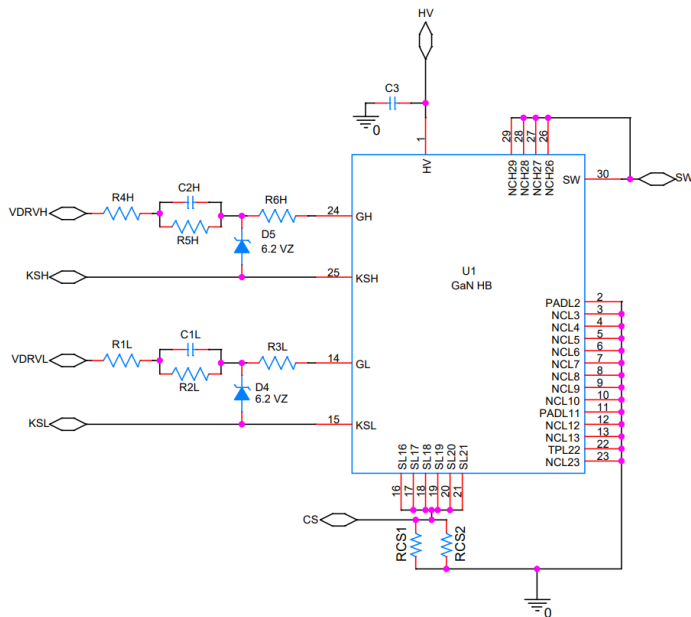 HV
C3
0
1
HV
29
28
27
26
NCH29
NCH28
NCH27
NCH26
SW
30
SW
VDRVH
R4H
C2H
R5H
R6H
24
GH
D5
6.2 VZ
KSH
25
KSH
U1
GaN HB
VDRVL
R1L
C1L
R2L
R3L
14
GL
D4
6.2 VZ
KSL
15
KSL
PADL2
2
NCL3
3
NCL4
4
NCL5
5
NCL6
6
NCL7
7
NCL8
8
NCL9
9
NCL10
10
PADL11
11
NCL12
12
NCL13
13
TPL22
22
NCL23
23
SL16
SL17
SL18
SL19
SL20
SL21
16
17
18
19
20
21
CS
RCS1
RCS2
0